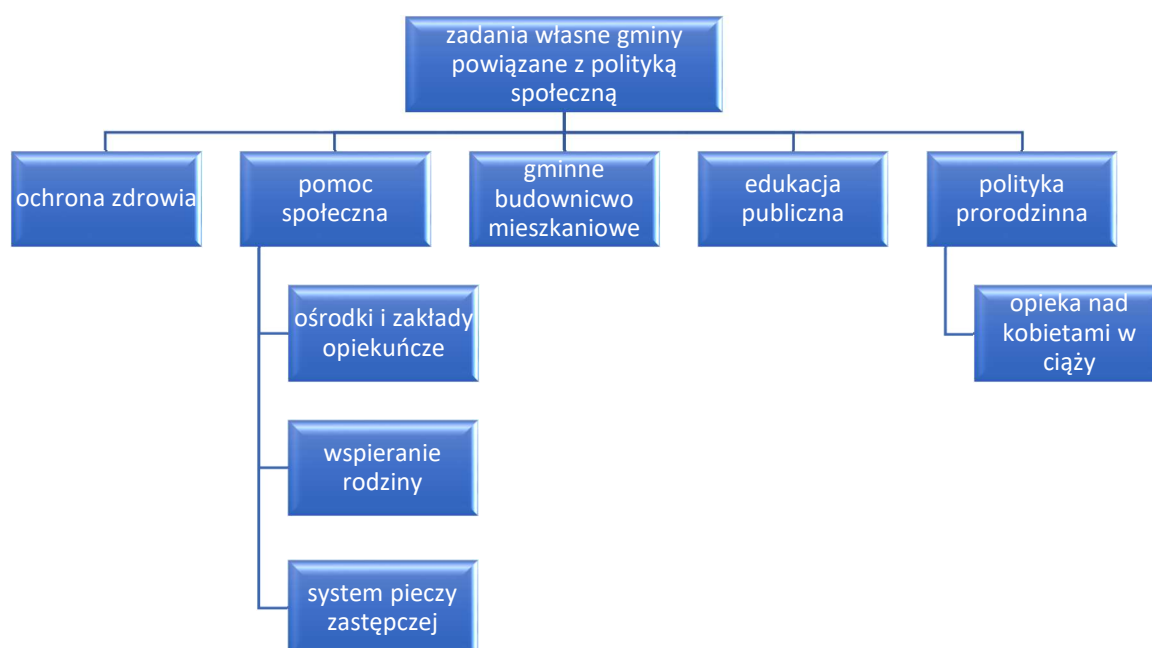 zadania własne gminy
powiązane z polityką
społeczną
ochrona zdrowia
pomoc
społeczna
gminne
budownicwo
mieszkaniowe
edukacja
publiczna
polityka
prorodzinna
ośrodki i zakłady
opiekuńcze
wspieranie
rodziny
system pieczy
zastępczej
opieka nad
kobietami w
ciąży